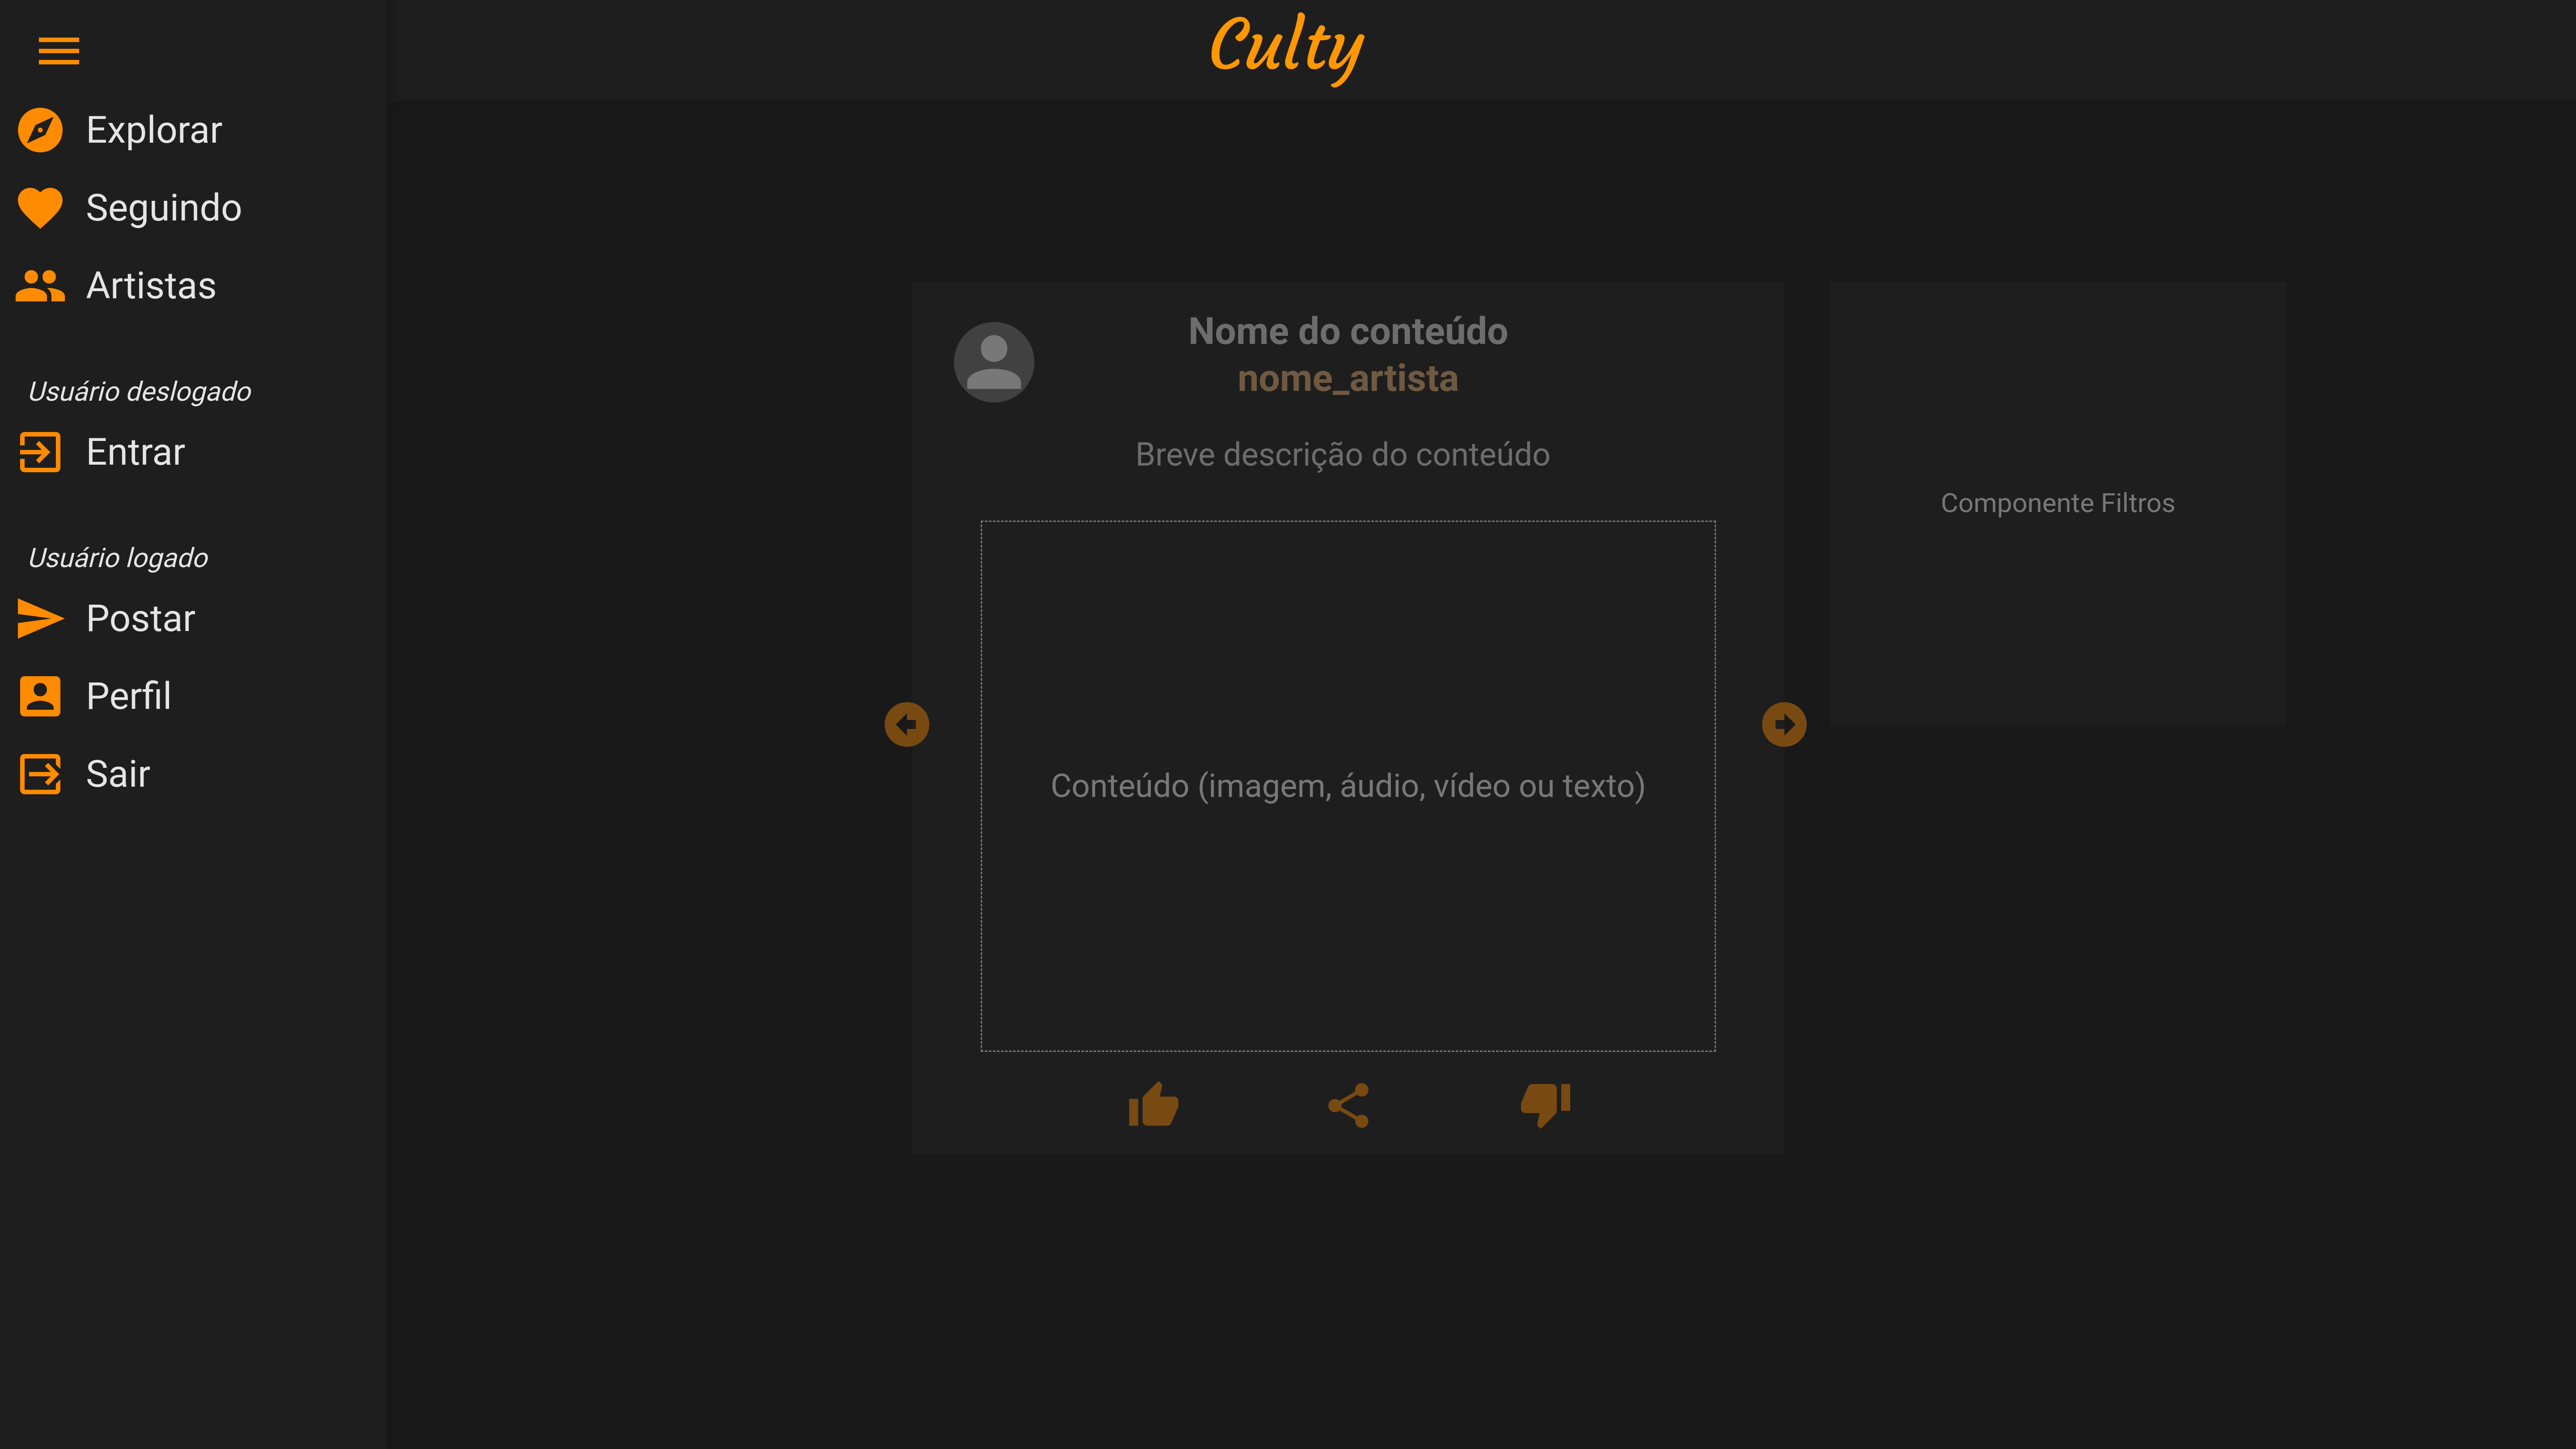 Culty
Explorar
Seguindo
Artistas
Usuário deslogado
Entrar
Usuário logado
Postar
Perfil
Sair
Nome do conteúdo
nome_artista
Breve descrição do conteúdo
Conteúdo (imagem, áudio, vídeo ou texto)
Componente Filtros